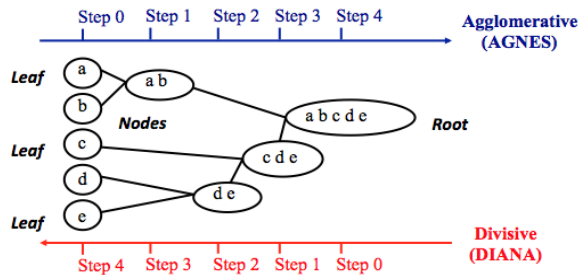 Step 0 Step 1 Step 2 Step 3 Step 4
Agglomerative
(AGNES)
Leaf a
a b
b
Nodes
a b c d e
Root
Leaf c
c d e
d
d e
Leaf e
Divisive
(DIANA)
Step 4 Step 3 Step 2 Step 1 Step 0